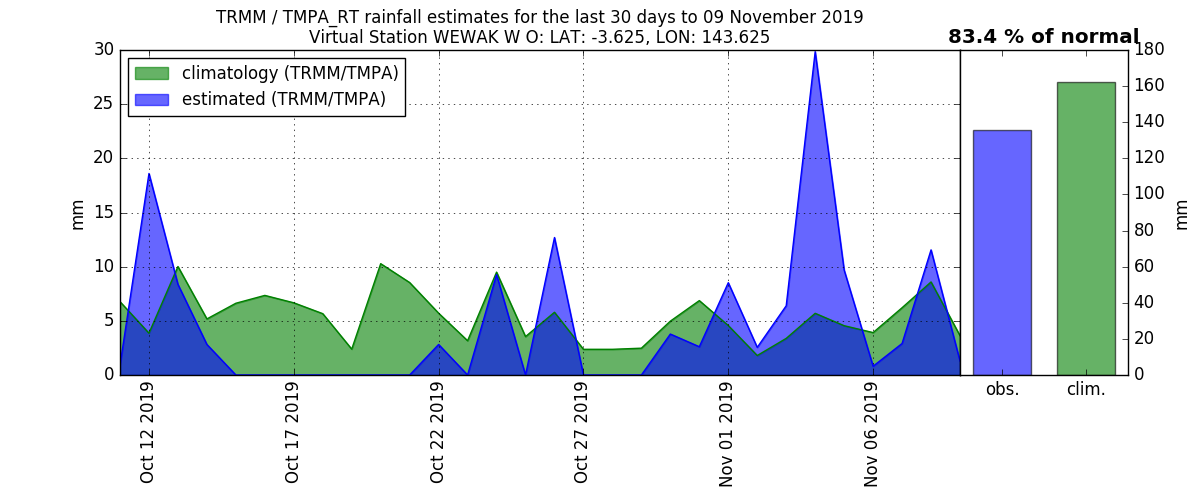 TRMM / TMPA_RT rainfall estimates for the last 30 days to 09 November 2019
Virtual Station WEWAK W O: LAT: -3.625, LON: 143.625
83.4 % of normal
climatology (TRMM/TMPA)
estimated (TRMM/TMPA)
mm
30
25
20
15
10
5
0
Oct 12 2019
Oct 17 2019
Oct 22 2019
Oct 27 2019
Nov 01 2019
Nov 06 2019
obs.
clim.
180
160
140
120
100
80
60
40
20
0
mm